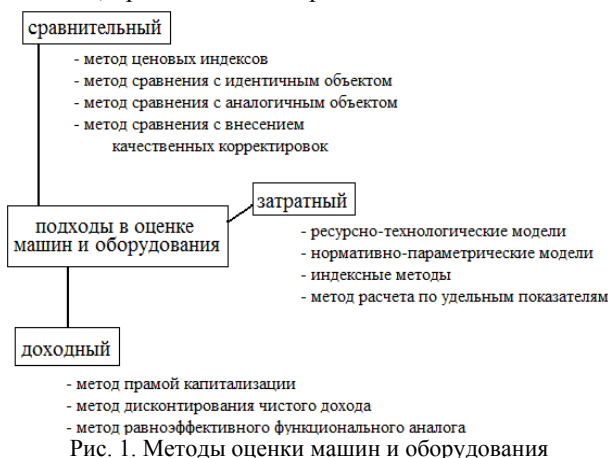 сравнительный
- метод ценовых индексов
- метод сравнения с идентичным объектом
- метод сравнения с аналогичным объектом
- метод сравнения с внесением
качественных корректировок
затратный
подходы в оценке
машин и оборудования
- ресурсно-технологические модели
- нормативно-параметрические модели
- индексные методы
- метод расчета по удельным показателям
доходный
- метод прямой капитализации
- метод дисконтирования чистого дохода
- метод равноэффективного функционального аналога
Рис. 1. Методы оценки машин и оборудования